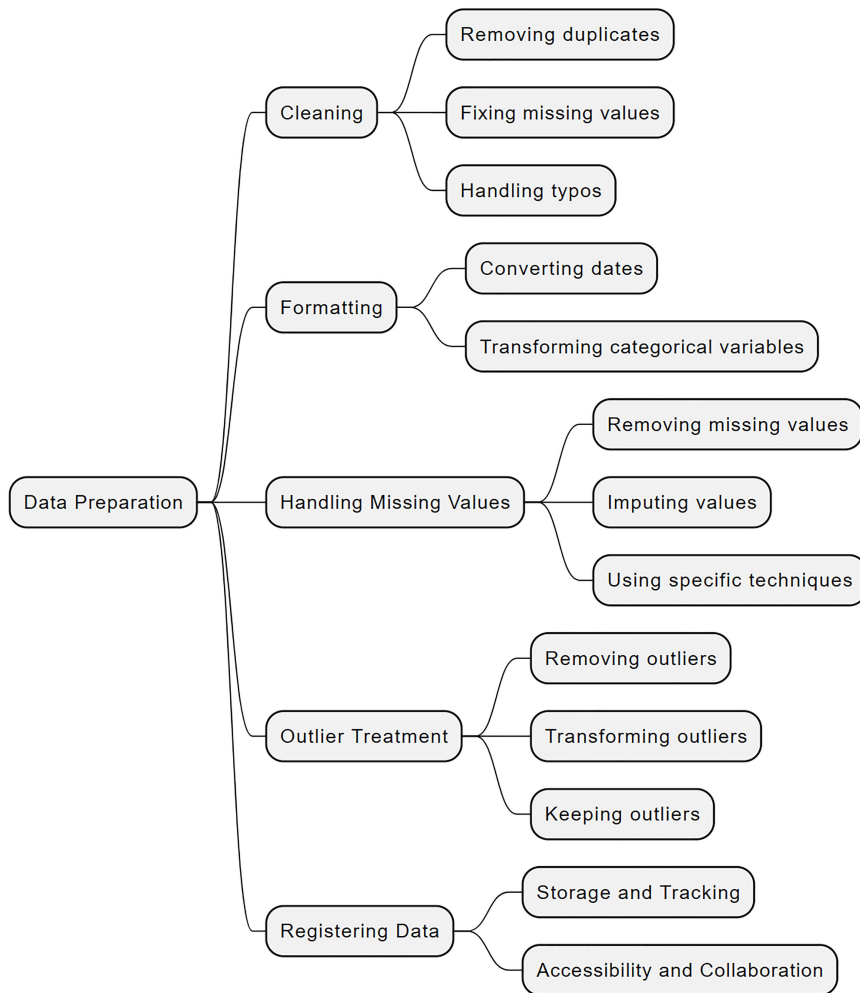 Data Preparation
Cleaning
Removing duplicates
Fixing missing values
Handling typos
Formatting
Converting dates
Transforming categorical variables
Handling Missing Values
Removing missing values
Imputing values
Using specific techniques
Outlier Treatment
Removing outliers
Transforming outliers
Keeping outliers
Registering Data
Storage and Tracking
Accessibility and Collaboration